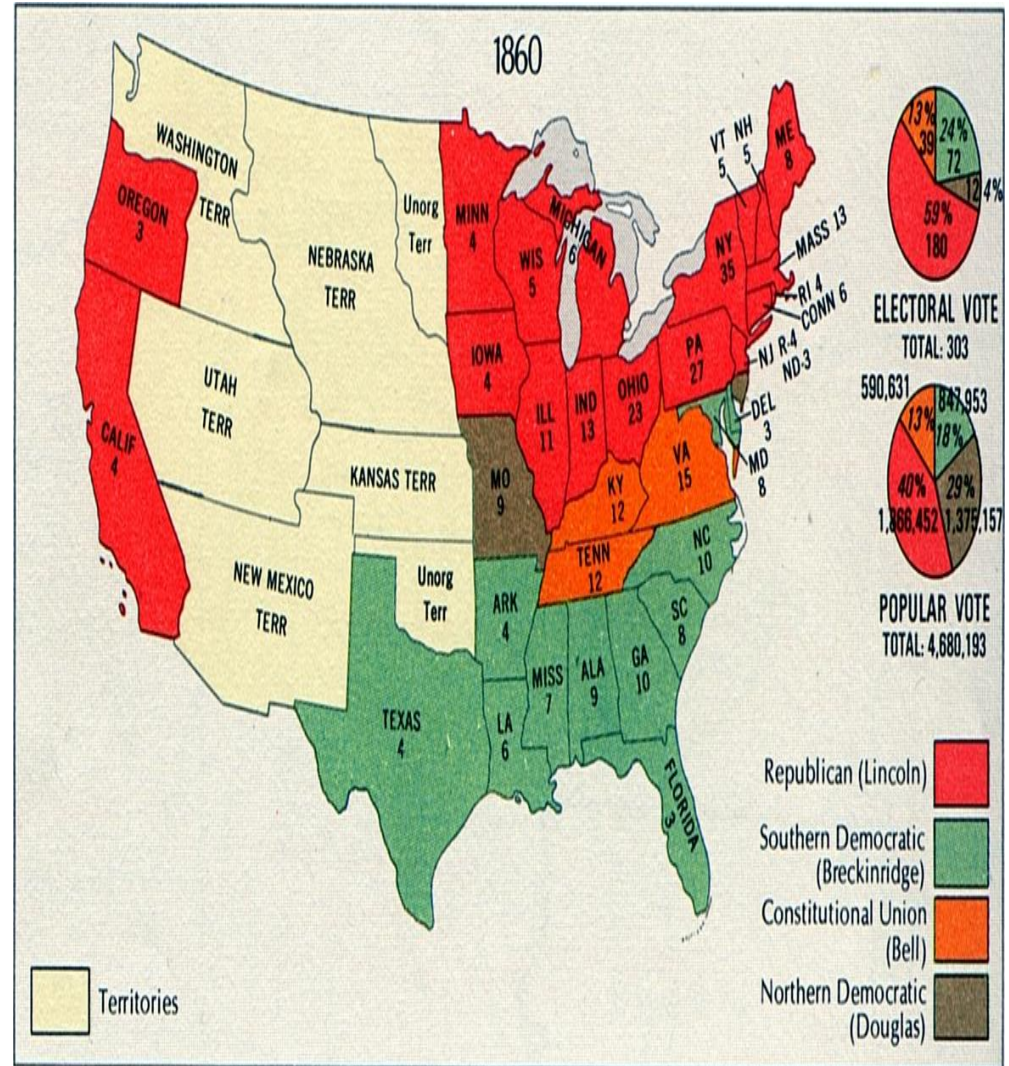 1860
WASHINGTON
TERR
OREGON
3
CALIF
4
UTAH
TERR
NEBRASKA
TERR
Unorg
Terr
KANSAS TERR
NEW MEXICO
TERR
Unorg
Terr
TEXAS
4
MINN
4
WIS
5
IOWA
4
MICHIGAN
6
ILL
11
IND
13
OHIO
23
PA
27
NY
35
VT
5
NH
5
ME
8
MASS 13
RI 4
CONN 6
NJ R-4
ND-3
DEL
3
MD
8
MO
9
KY
12
VA
15
TENN
12
NC
10
ARK
4
SC
8
MISS
7
ALA
9
GA
10
LA
6
FLORIDA
3
13%
39
24%
72
12
4%
59%
180
ELECTORAL VOTE
TOTAL: 303
590,631
13%
847,953
18%
40%
1,866,452
29%
1,375,157
POPULAR VOTE
TOTAL: 4,680,193
Republican (Lincoln)
Southern Democratic
(Breckinridge)
Constitutional Union
(Bell)
Northern Democratic
(Douglas)
Territories